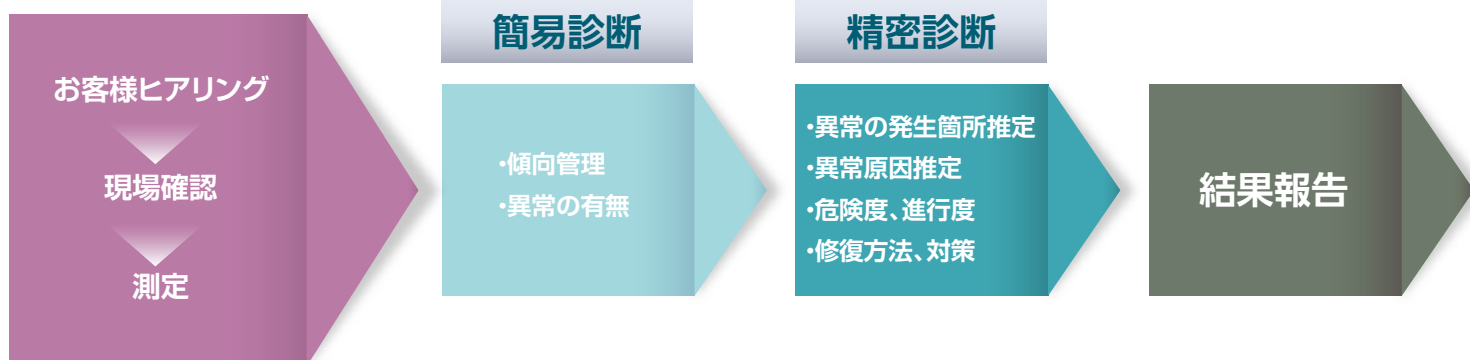 お客様ヒアリング
現場確認
測定
簡易診断
・傾向管理
・異常の有無
精密診断
・異常の発生箇所推定
・異常原因推定
・危険度、進行度
・修復方法、対策
結果報告